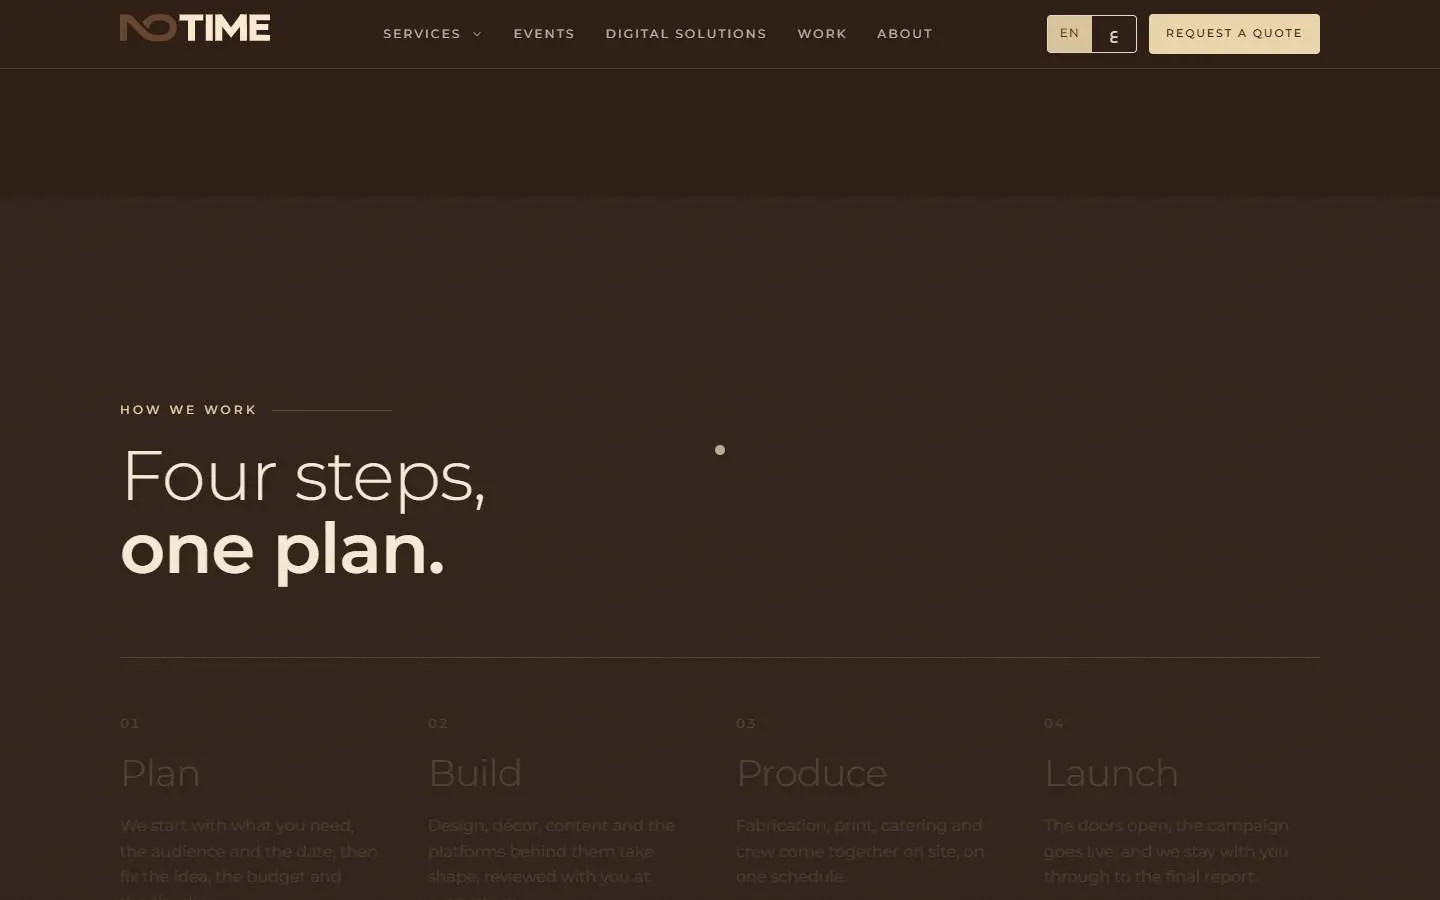 NOTIME
SERVICES
EVENTS
DIGITAL SOLUTIONS
WORK
ABOUT
EN
ع
REQUEST A QUOTE
HOW WE WORK
Four steps,
one plan.
01
Plan
We start with what you need,
the audience and the date, then
fix the idea, the budget and
02
Build
Design, décor, content and the
platforms behind them take
shape, reviewed with you at
03
Produce
Fabrication, print, catering and
crew come together on site, on
one schedule.
04
Launch
The doors open, the campaign
goes live, and we stay with you
through to the final report.